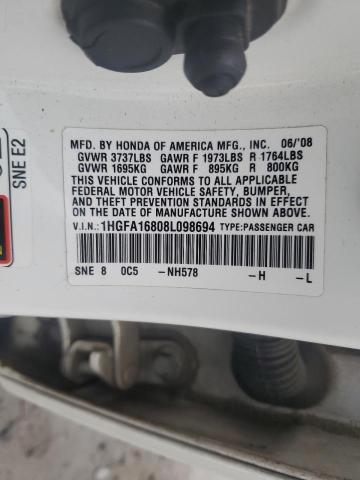 SNE E2
MFD. BY HONDA OF AMERICA MFG., INC. 06/'08
GVWR 3737LBS GAWR F 1973LBS R 1764LBS
GVWR 1695KG GAWR F 895KG R 800KG
THIS VEHICLE CONFORMS TO ALL APPLICABLE
FEDERAL MOTOR VEHICLE SAFETY, BUMPER,
AND THEFT PREVENTION STANDARDS IN EFFECT
ON THE DATE OF MANUFACTURE SHOWN ABOVE.
V.I.N.: 1HGFA16808L098694 TYPE: PASSENGER CAR
SNE 8 0C5 -NH578 -H -L